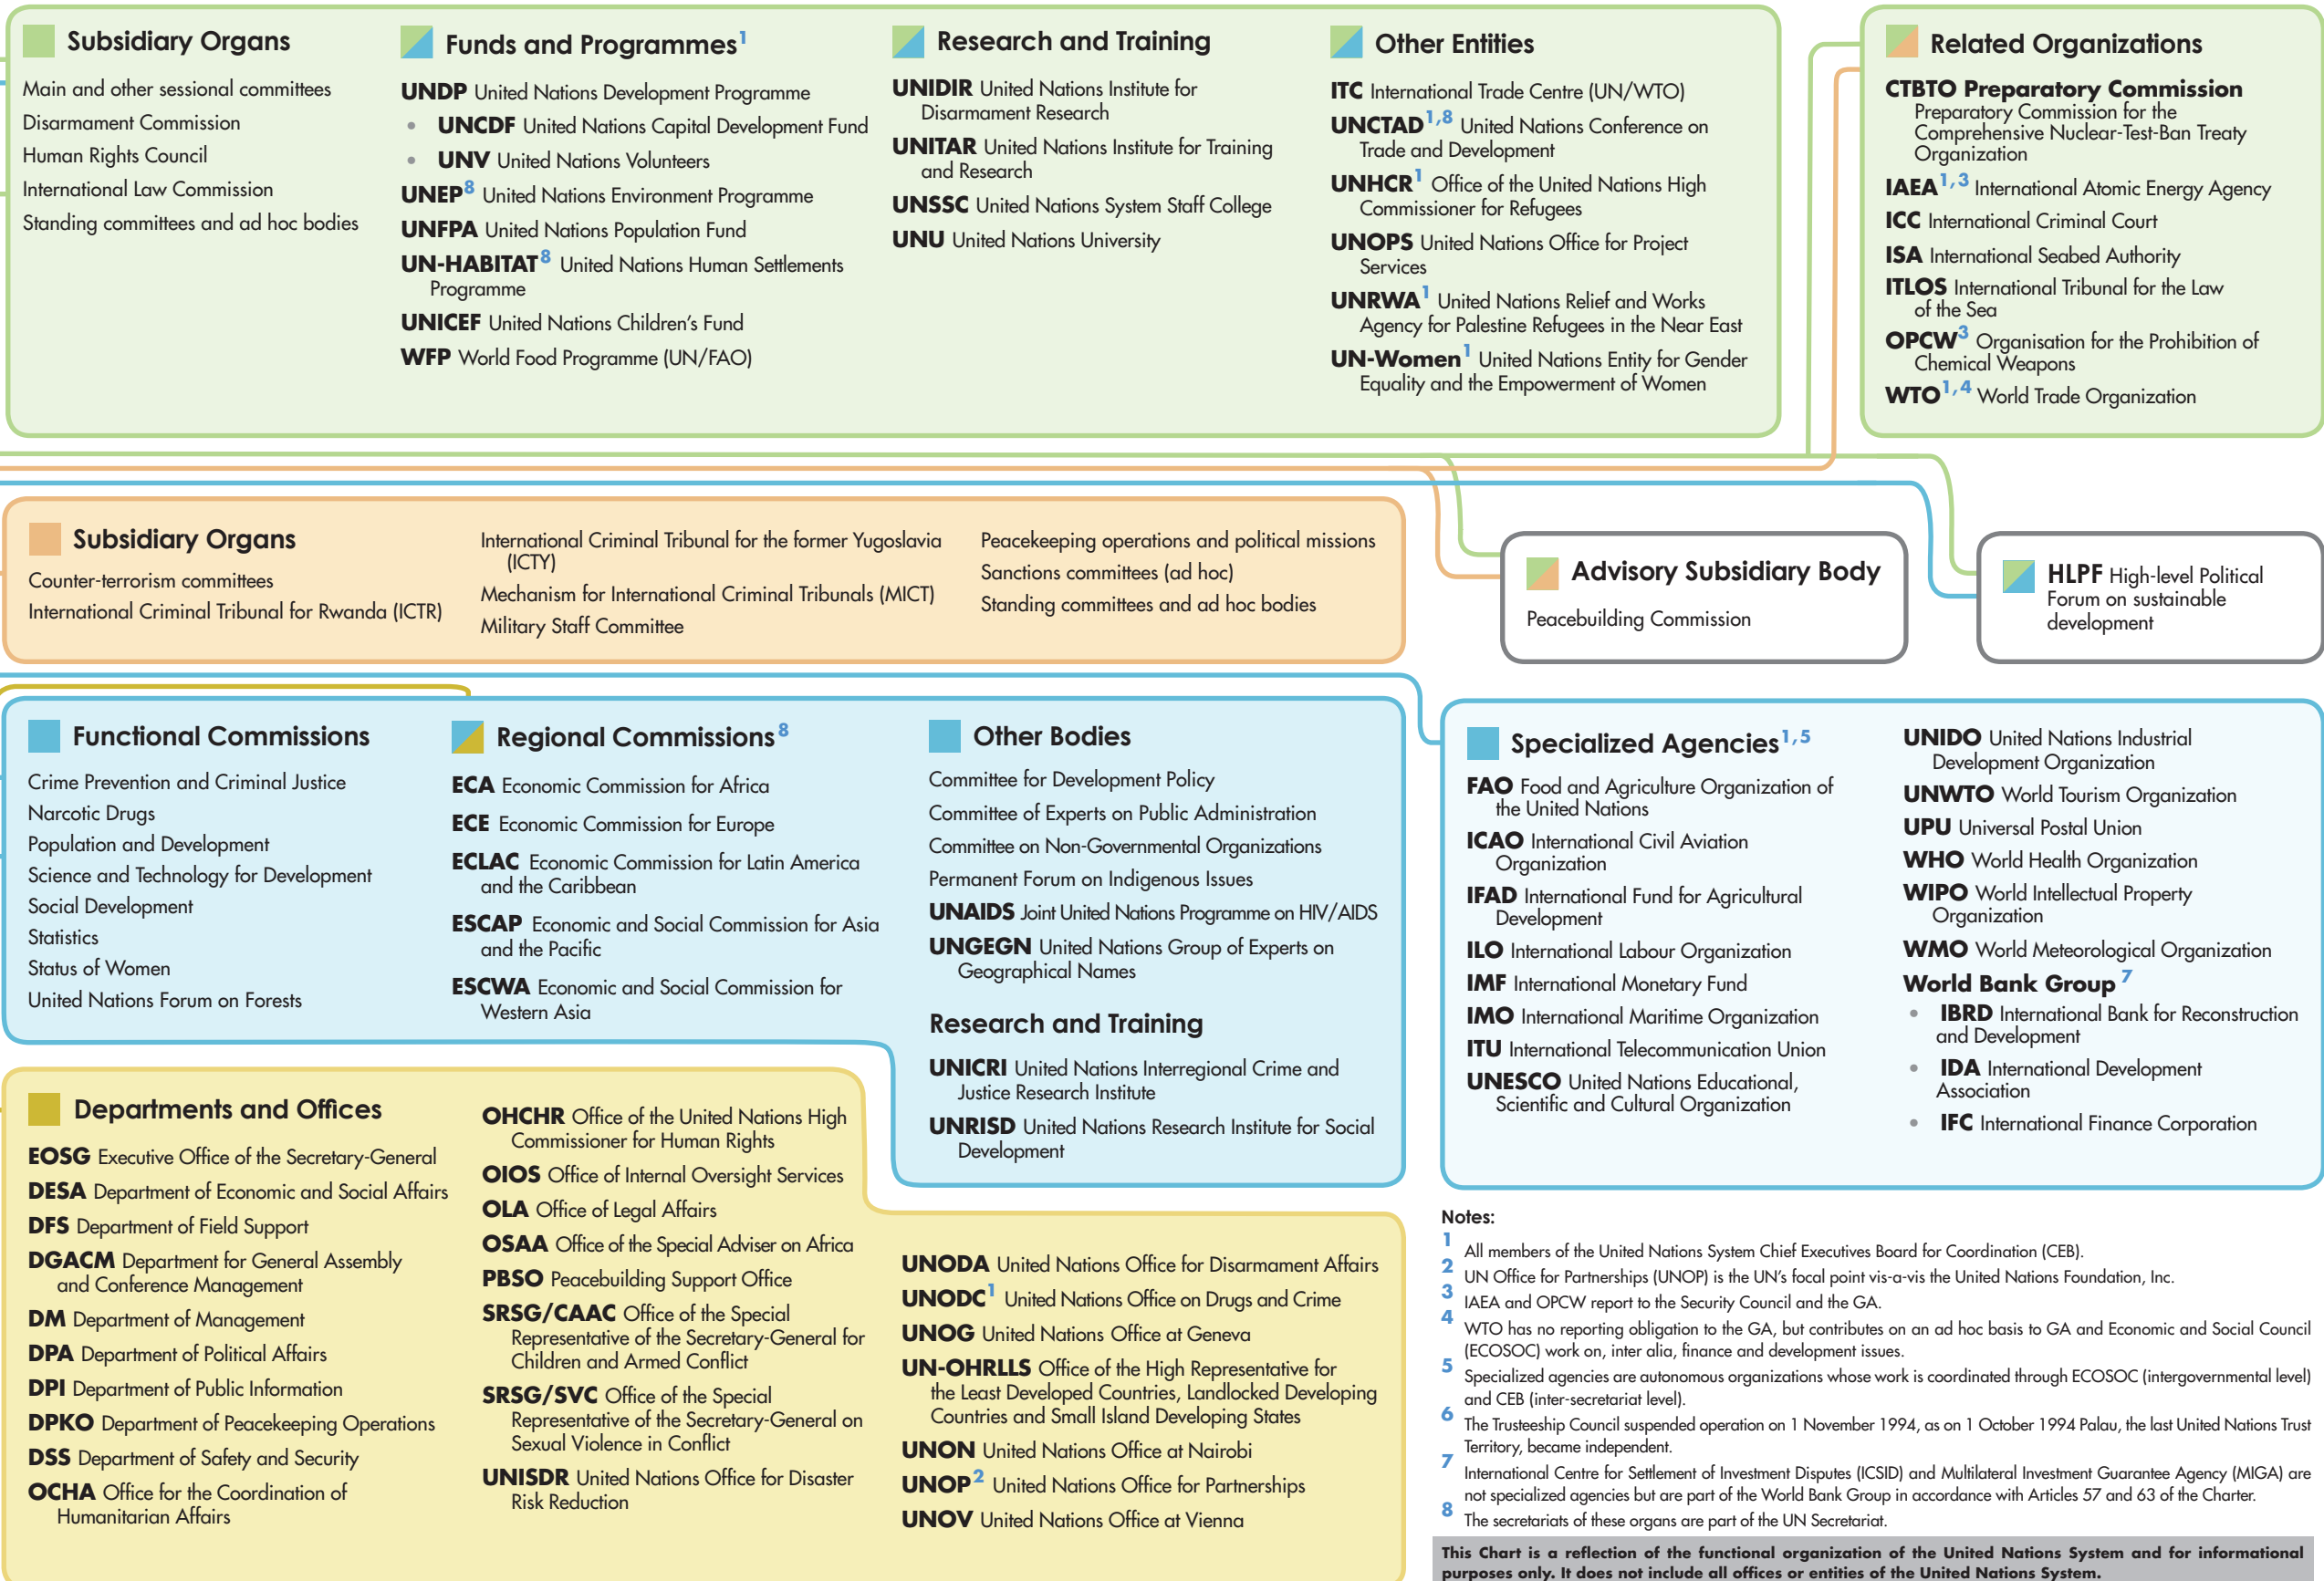 Subsidiary Organs
Main and other sessional committees
Disarmament Commission
Human Rights Council
International Law Commission
Standing committees and ad hoc bodies
Funds and Programmes1
UNDP United Nations Development Programme
• UNCDF United Nations Capital Development Fund
• UNV United Nations Volunteers
UNEP8 United Nations Environment Programme
UNFPA United Nations Population Fund
UN-HABITAT8 United Nations Human Settlements
Programme
UNICEF United Nations Children's Fund
WFP World Food Programme (UN/FAO)
Research and Training
UNIDIR United Nations Institute for
Disarmament Research
UNITAR United Nations Institute for Training
and Research
UNSSC United Nations System Staff College
UNU United Nations University
Other Entities
ITC International Trade Centre (UN/WTO)
UNCTAD1,8 United Nations Conference on
Trade and Development
UNHCR1 Office of the United Nations High
Commissioner for Refugees
UNOPS United Nations Office for Project
Services
UNRWA1 United Nations Relief and Works
Agency for Palestine Refugees in the Near East
UN-Women1 United Nations Entity for Gender
Equality and the Empowerment of Women
Related Organizations
CTBTO Preparatory Commission
Preparatory Commission for the
Comprehensive Nuclear-Test-Ban Treaty
Organization
IAEA1,3 International Atomic Energy Agency
ICC International Criminal Court
ISA International Seabed Authority
ITLOS International Tribunal for the Law
of the Sea
OPCW3 Organisation for the Prohibition of
Chemical Weapons
WTO1,4 World Trade Organization
Subsidiary Organs
Counter-terrorism committees
International Criminal Tribunal for Rwanda (ICTR)
International Criminal Tribunal for the former Yugoslavia
(ICTY)
Mechanism for International Criminal Tribunals (MICT)
Military Staff Committee
Peacekeeping operations and political missions
Sanctions committees (ad hoc)
Standing committees and ad hoc bodies
Advisory Subsidiary Body
Peacebuilding Commission
HLPF High-level Political
Forum on sustainable
development
Functional Commissions
Crime Prevention and Criminal Justice
Narcotic Drugs
Population and Development
Science and Technology for Development
Social Development
Statistics
Status of Women
United Nations Forum on Forests
Regional Commissions8
ECA Economic Commission for Africa
ECE Economic Commission for Europe
ECLAC Economic Commission for Latin America
and the Caribbean
ESCAP Economic and Social Commission for Asia
and the Pacific
ESCWA Economic and Social Commission for
Western Asia
Other Bodies
Committee for Development Policy
Committee of Experts on Public Administration
Committee on Non-Governmental Organizations
Permanent Forum on Indigenous Issues
UNAIDS Joint United Nations Programme on HIV/AIDS
UNGEGN United Nations Group of Experts on
Geographical Names
Research and Training
UNICRI United Nations Interregional Crime and
Justice Research Institute
UNRISD United Nations Research Institute for Social
Development
Specialized Agencies1,5
FAO Food and Agriculture Organization of
the United Nations
ICAO International Civil Aviation
Organization
IFAD International Fund for Agricultural
Development
ILO International Labour Organization
IMF International Monetary Fund
IMO International Maritime Organization
ITU International Telecommunication Union
UNESCO United Nations Educational,
Scientific and Cultural Organization
UNIDO United Nations Industrial
Development Organization
UNWTO World Tourism Organization
UPU Universal Postal Union
WHO World Health Organization
WIPO World Intellectual Property
Organization
WMO World Meteorological Organization
World Bank Group7
• IBRD International Bank for Reconstruction
and Development
• IDA International Development
Association
• IFC International Finance Corporation
Departments and Offices
EOSG Executive Office of the Secretary-General
DESA Department of Economic and Social Affairs
DFS Department of Field Support
DGACM Department for General Assembly
and Conference Management
DM Department of Management
DPA Department of Political Affairs
DPI Department of Public Information
DPKO Department of Peacekeeping Operations
DSS Department of Safety and Security
OCHA Office for the Coordination of
Humanitarian Affairs
OHCHR Office of the United Nations High
Commissioner for Human Rights
OIOS Office of Internal Oversight Services
OLA Office of Legal Affairs
OSAA Office of the Special Adviser on Africa
PBSO Peacebuilding Support Office
SRSG/CAAC Office of the Special
Representative of the Secretary-General for
Children and Armed Conflict
SRSG/SVC Office of the Special
Representative of the Secretary-General on
Sexual Violence in Conflict
UNISDR United Nations Office for Disaster
Risk Reduction
UNODA United Nations Office for Disarmament Affairs
UNODC1 United Nations Office on Drugs and Crime
UNOG United Nations Office at Geneva
UN-OHRLLS Office of the High Representative for
the Least Developed Countries, Landlocked Developing
Countries and Small Island Developing States
UNON United Nations Office at Nairobi
UNOP2 United Nations Office for Partnerships
UNOV United Nations Office at Vienna
Notes:
1 All members of the United Nations System Chief Executives Board for Coordination (CEB).
2 UN Office for Partnerships (UNOP) is the UN's focal point vis-a-vis the United Nations Foundation, Inc.
3 IAEA and OPCW report to the Security Council and the GA.
4 WTO has no reporting obligation to the GA, but contributes on an ad hoc basis to GA and Economic and Social Council
(ECOSOC) work on, inter alia, finance and development issues.
5 Specialized agencies are autonomous organizations whose work is coordinated through ECOSOC (intergovernmental level)
and CEB (inter-secretariat level).
6 The Trusteeship Council suspended operation on 1 November 1994, as on 1 October 1994 Palau, the last United Nations Trust
Territory, became independent.
7 International Centre for Settlement of Investment Disputes (ICSID) and Multilateral Investment Guarantee Agency (MIGA) are
not specialized agencies but are part of the World Bank Group in accordance with Articles 57 and 63 of the Charter.
8 The secretariats of these organs are part of the UN Secretariat.
This Chart is a reflection of the functional organization of the United Nations System and for informational
purposes only. It does not include all offices or entities of the United Nations System.